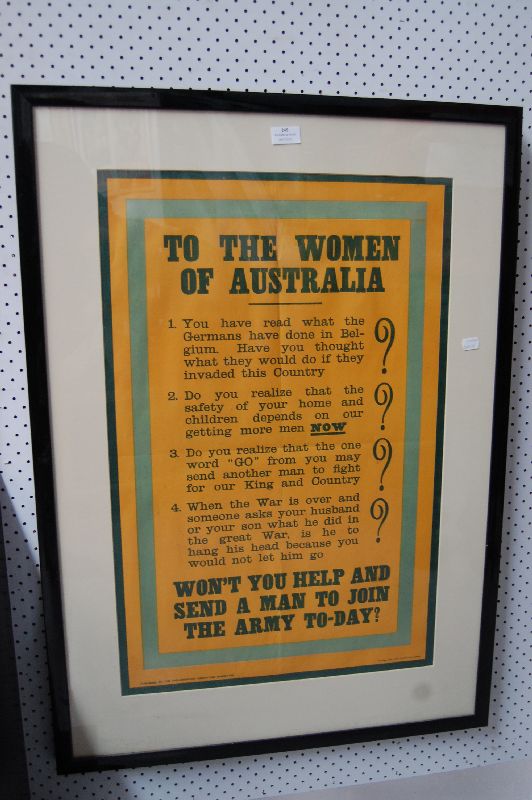 245
TO THE WOMEN
OF AUSTRALIA
1. You have read what the
Germans have done in Bel-
gium. Have you thought
what they would do if they
invaded this Country ?
2. Do you realize that the
safety of your home and
children depends on our
getting more men NOW ?
3. Do you realize that the one
word "GO" from you may
send another man to fight
for our King and Country ?
4. When the War is over and
someone asks your husband
or your son what he did in
the great War, is he to
hang his head because you
would not let him go ?
WON'T YOU HELP AND
SEND A MAN TO JOIN
THE ARMY TO-DAY?